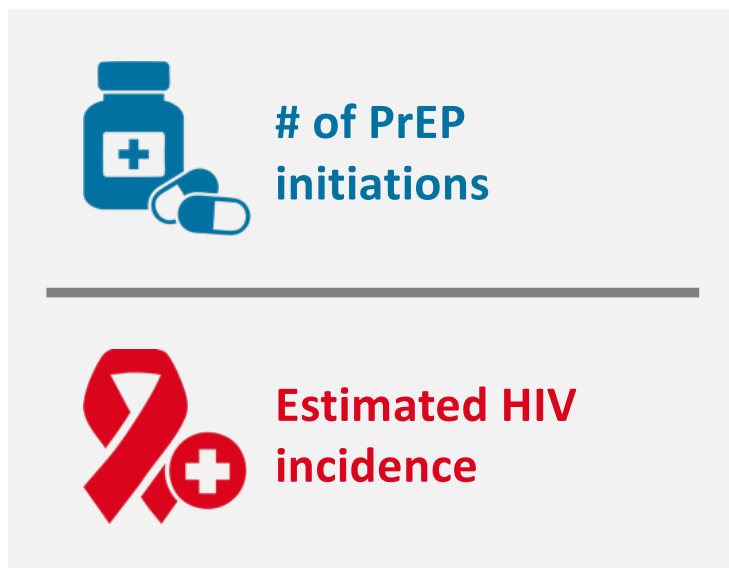 # of PrEP
initiations
Estimated HIV
incidence